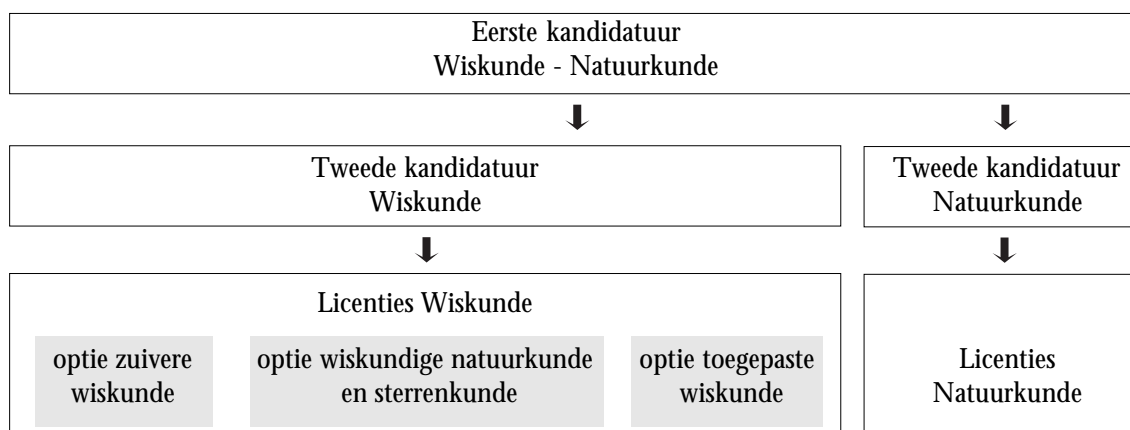 Eerste kandidatuur
Wiskunde - Natuurkunde
Tweede kandidatuur
Wiskunde
Tweede kandidatuur
Natuurkunde
Licenties Wiskunde
optie zuivere
wiskunde
optie wiskundige natuurkunde
en sterrenkunde
optie toegepaste
wiskunde
Licenties
Natuurkunde